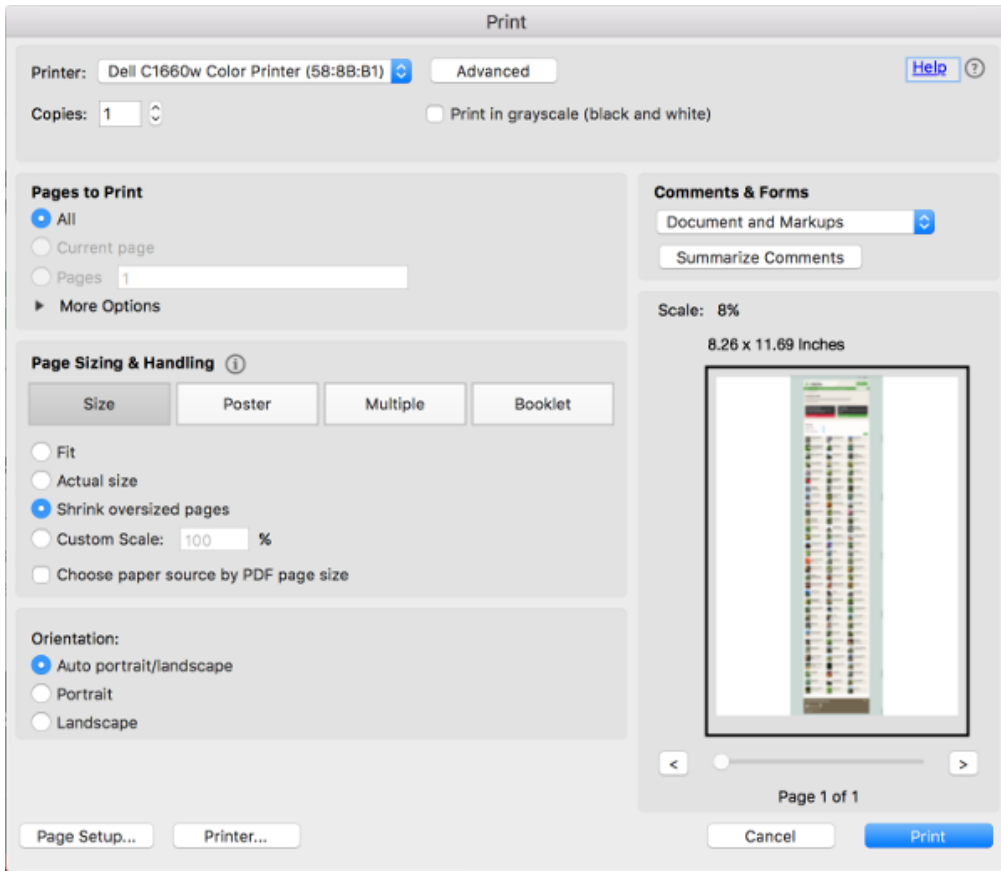 Print
Printer: Dell C1660w Color Printer (58:8B:B1) Advanced Help ?
Copies: 1 Print in grayscale (black and white)
Pages to Print
All
Current page
Pages 1
More Options
Comments & Forms
Document and Markups
Summarize Comments
Page Sizing & Handling i
Size Poster Multiple Booklet
Fit
Actual size
Shrink oversized pages
Custom Scale: 100 %
Choose paper source by PDF page size
Orientation:
Auto portrait/landscape
Portrait
Landscape
Scale: 8%
8.26 x 11.69 Inches
< >
Page 1 of 1
Page Setup... Printer... Cancel Print